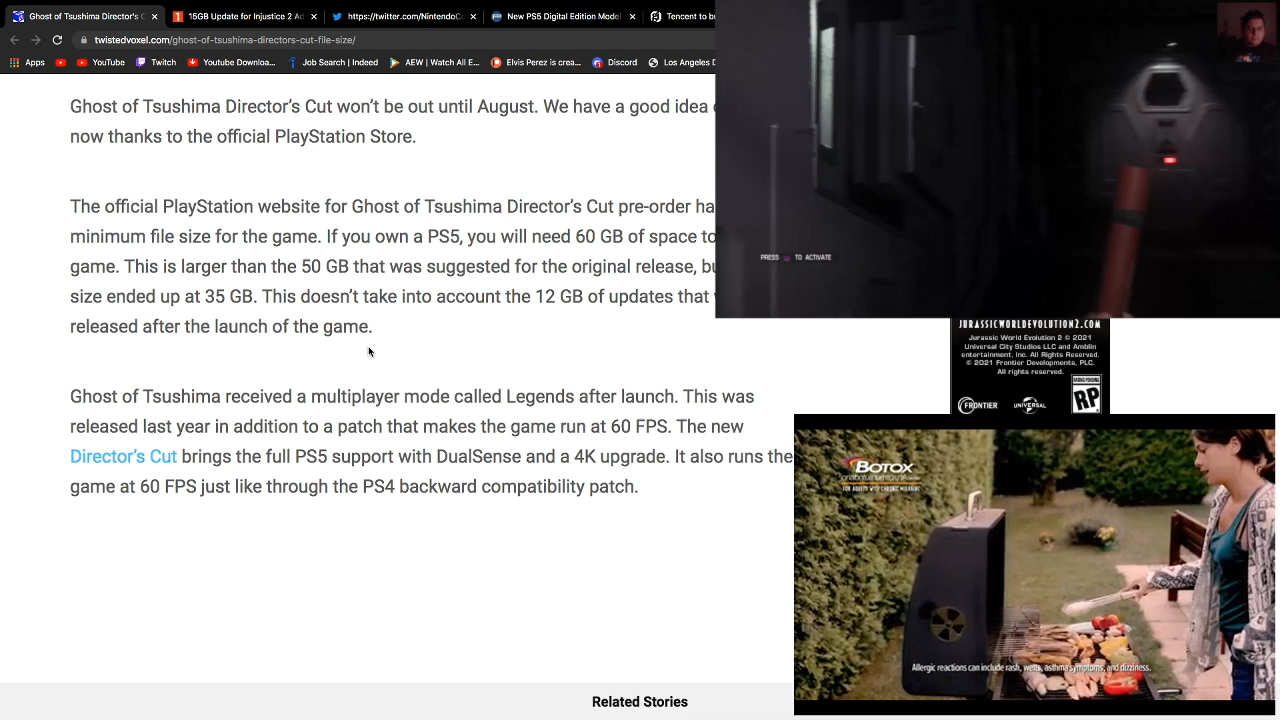 Ghost of Tsushima Director's C
15GB Update for Injustice 2 Ad
https://twitter.com/NintendoCo
New PS5 Digital Edition Model
Tencent to bu
twistedvoxel.com/ghost-of-tsushima-directors-cut-file-size/
Apps
YouTube
Twitch
Youtube Downloa...
Job Search | Indeed
AEW | Watch All E...
Elvis Perez is crea...
Discord
Los Angeles D
Ghost of Tsushima Director's Cut won't be out until August. We have a good idea
now thanks to the official PlayStation Store.
The official PlayStation website for Ghost of Tsushima Director's Cut pre-order ha
minimum file size for the game. If you own a PS5, you will need 60 GB of space to
game. This is larger than the 50 GB that was suggested for the original release, bu
size ended up at 35 GB. This doesn't take into account the 12 GB of updates that
released after the launch of the game.
Ghost of Tsushima received a multiplayer mode called Legends after launch. This was
released last year in addition to a patch that makes the game run at 60 FPS. The new
Director's Cut brings the full PS5 support with DualSense and a 4K upgrade. It also runs the
game at 60 FPS just like through the PS4 backward compatibility patch.
Related Stories
PRESS TO ACTIVATE
JURASSICWORLDEVOLUTION2.COM
Jurassic World Evolution 2 © 2021
Universal City Studios LLC and Amblin
entertainment, Inc. All Rights Reserved.
© 2021 Frontier Developments, PLC.
All rights reserved.
FRONTIER
UNIVERSAL
RATING PENDING
RP
BOTOX
onabotulinumtoxinA
FOR ADULTS WITH CHRONIC MIGRAINE
Allergic reactions can include rash, welts, asthma symptoms, and dizziness.